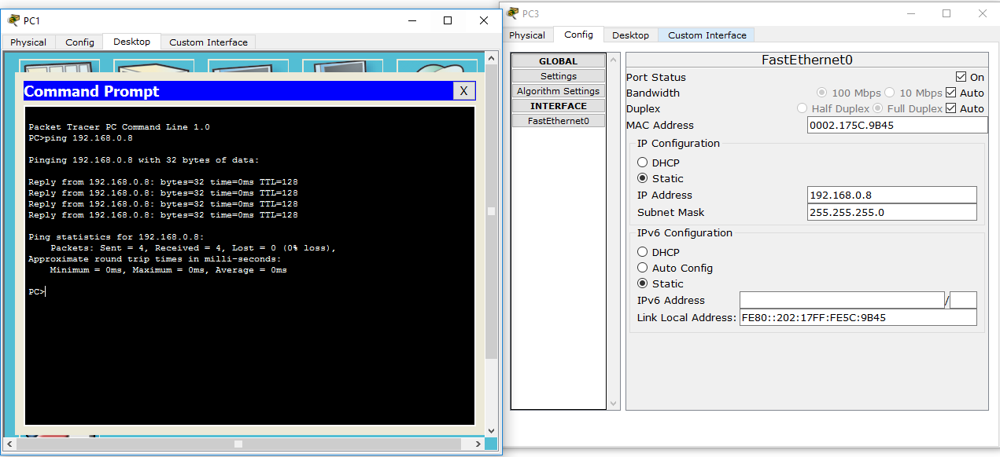 PC1
Physical Config Desktop Custom Interface
Command Prompt X
Packet Tracer PC Command Line 1.0
PC>ping 192.168.0.8
Pinging 192.168.0.8 with 32 bytes of data:
Reply from 192.168.0.8: bytes=32 time=0ms TTL=128
Reply from 192.168.0.8: bytes=32 time=0ms TTL=128
Reply from 192.168.0.8: bytes=32 time=0ms TTL=128
Reply from 192.168.0.8: bytes=32 time=0ms TTL=128
Ping statistics for 192.168.0.8:
Packets: Sent = 4, Received = 4, Lost = 0 (0% loss),
Approximate round trip times in milli-seconds:
Minimum = 0ms, Maximum = 0ms, Average = 0ms
PC>
PC3
Physical Config Desktop Custom Interface
GLOBAL
Settings
Algorithm Settings
INTERFACE
FastEthernet0
FastEthernet0
Port Status On
Bandwidth 100 Mbps 10 Mbps Auto
Duplex Half Duplex Full Duplex Auto
MAC Address 0002.175C.9B45
IP Configuration
DHCP
Static
IP Address 192.168.0.8
Subnet Mask 255.255.255.0
IPv6 Configuration
DHCP
Auto Config
Static
IPv6 Address /
Link Local Address: FE80::202:17FF:FE5C:9B45